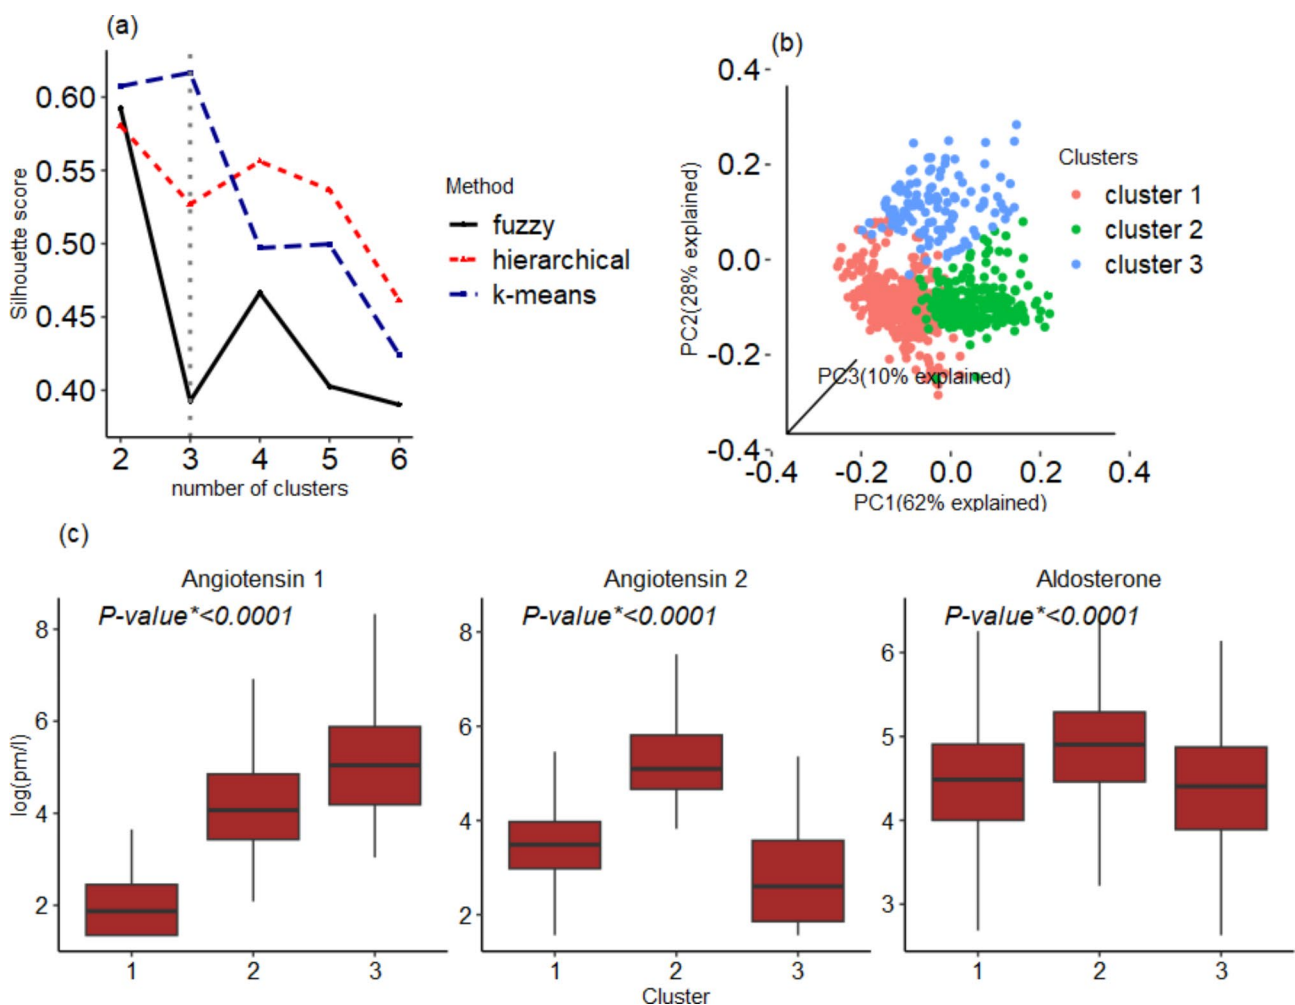 (a)
0.60
0.55
0.50
0.45
0.40
Silhouette score
2 3 4 5 6
number of clusters
Method
fuzzy
hierarchical
k-means
(b)
0.4
0.2
0.0
-0.2
-0.4
PC2(28% explained)
PC3(10% explained)
-0.4 -0.2 0.0 0.2 0.4
PC1(62% explained)
Clusters
cluster 1
cluster 2
cluster 3
(c)
Angiotensin 1
P-value*<0.0001
8
6
4
2
log(pm/l)
1 2 3
Angiotensin 2
P-value*<0.0001
8
6
4
2
1 2 3
Cluster
Aldosterone
P-value*<0.0001
6
5
4
3
1 2 3